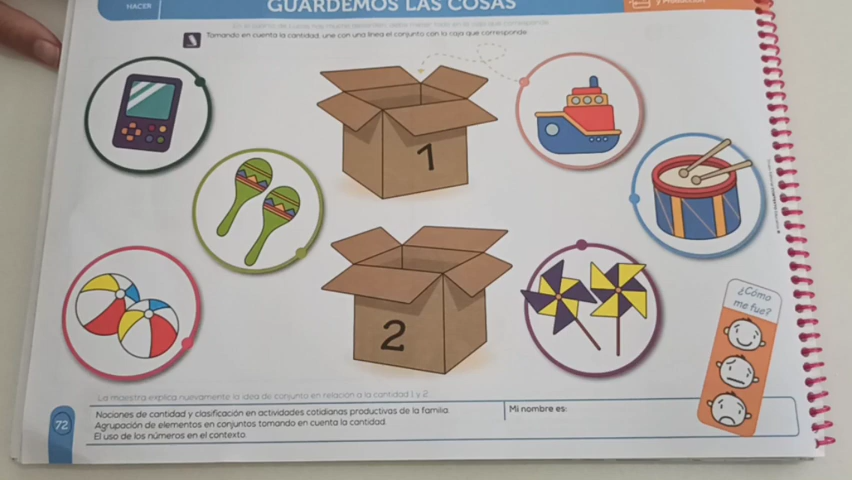 HACER
GUARDEMOS LAS COSAS
y Producción
Tomando en cuenta la cantidad, une con una línea el conjunto con la caja que corresponde
1
2
¿Cómo
me fue?
La maestra explica nuevamente la idea de conjunto en relación a la cantidad 1 y 2.
Nociones de cantidad y clasificación en actividades cotidianas productivas de la familia.
Agrupación de elementos en conjuntos tomando en cuenta la cantidad.
El uso de los números en el contexto.
Mi nombre es:
72